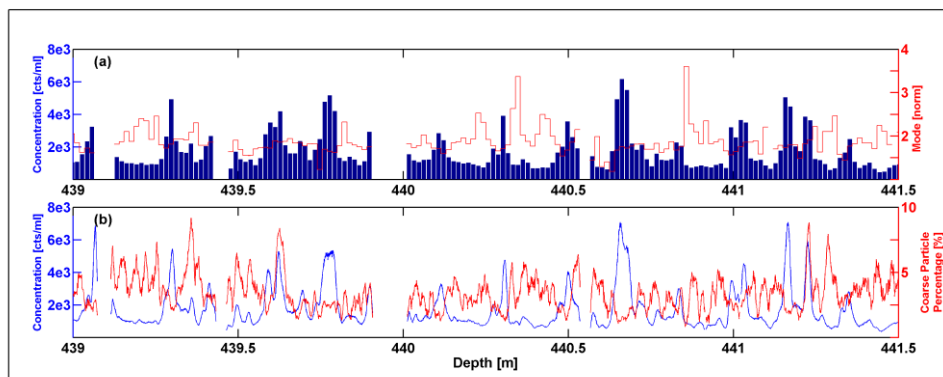 8e3
(a)
4
6e3
3
4e3
2
2e3
Concentration [cts/ml]
Mode [norm]
439
439.5
440
440.5
441
441.5
8e3
(b)
10
6e3
4e3
5
2e3
Concentration [cts/ml]
Coarse Particle
Percentage [%]
439
439.5
440
440.5
441
441.5
Depth [m]